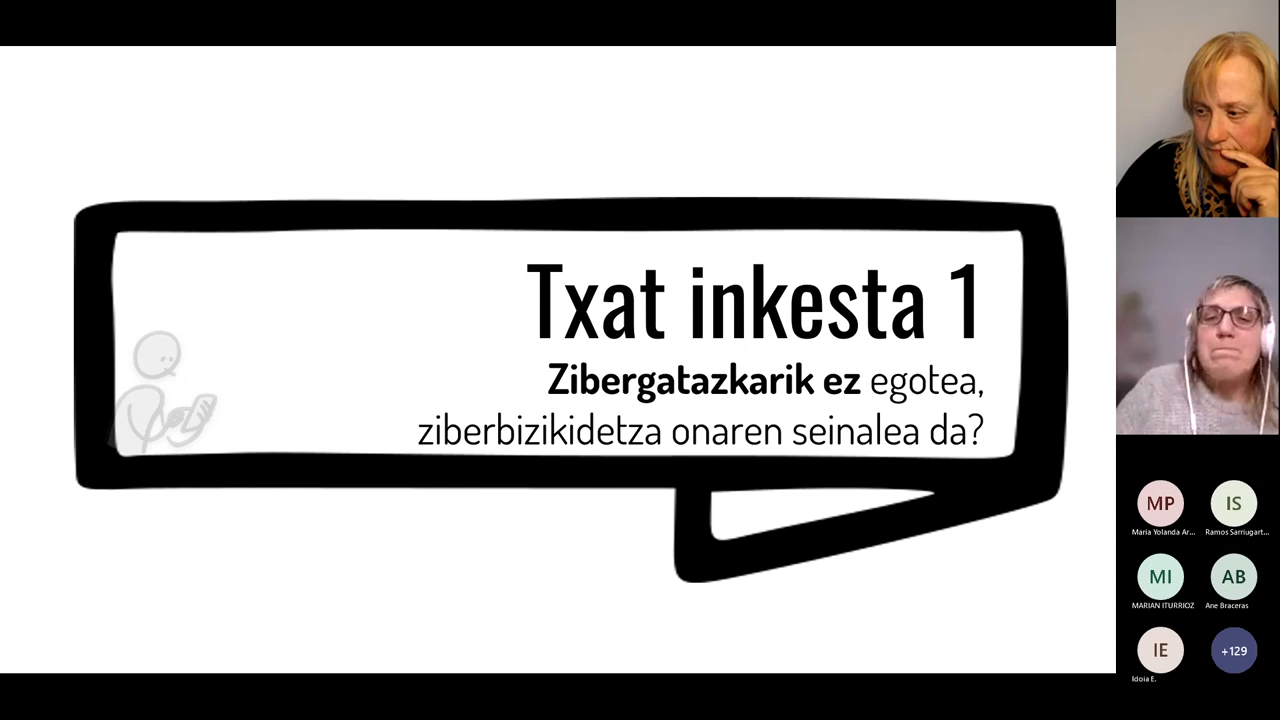 Txat inkesta 1
Zibergatazkarik ez egotea,
ziberbizikidetza onaren seinalea da?
MP
IS
Maria Yolanda Ar...
Ramos Sarriugart...
MI
AB
MARIAN ITURRIOZ
Ane Braceras
IE
+129
Idoia E.